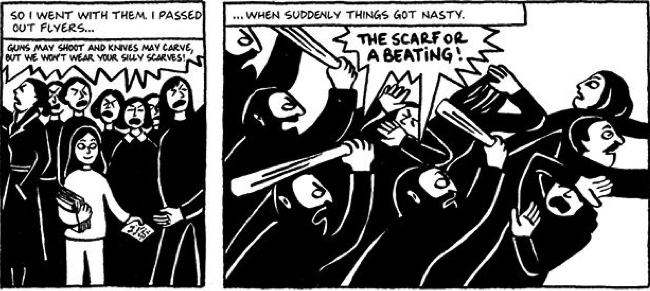 SO I WENT WITH THEM. I PASSED
OUT FLYERS...
GUNS MAY SHOOT AND KNIVES MAY CARVE,
BUT WE WON'T WEAR YOUR SILLY SCARVES!
...WHEN SUDDENLY THINGS GOT NASTY.
THE SCARF OR
A BEATING!